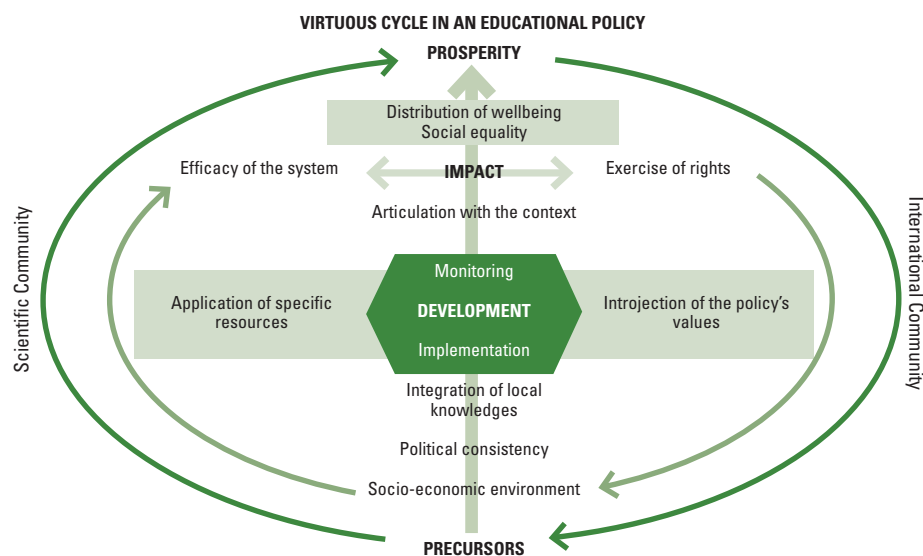 VIRTUOUS CYCLE IN AN EDUCATIONAL POLICY
PROSPERITY
Distribution of wellbeing
Social equality
Efficacy of the system
IMPACT
Exercise of rights
Articulation with the context
Scientific Community
International Community
Application of specific
resources
Monitoring
DEVELOPMENT
Implementation
Introjection of the policy's
values
Integration of local
knowledges
Political consistency
Socio-economic environment
PRECURSORS